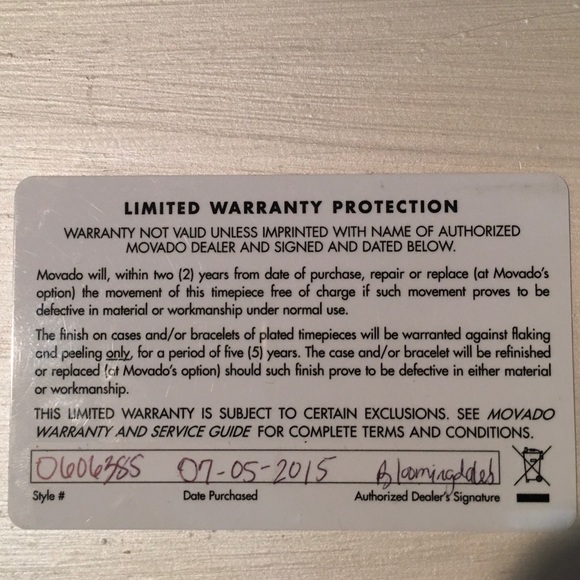 LIMITED WARRANTY PROTECTION
WARRANTY NOT VALID UNLESS IMPRINTED WITH NAME OF AUTHORIZED
MOVADO DEALER AND SIGNED AND DATED BELOW.
Movado will, within two (2) years from date of purchase, repair or replace (at Movado's
option) the movement of this timepiece free of charge if such movement proves to be
defective in material or workmanship under normal use.
The finish on cases and/or bracelets of plated timepieces will be warranted against flaking
and peeling only, for a period of five (5) years. The case and/or bracelet will be refinished
or replaced (at Movado's option) should such finish prove to be defective in either material
or workmanship.
THIS LIMITED WARRANTY IS SUBJECT TO CERTAIN EXCLUSIONS. SEE MOVADO
WARRANTY AND SERVICE GUIDE FOR COMPLETE TERMS AND CONDITIONS.
0606385 07-05-2015 Bloomingdales
Style # Date Purchased Authorized Dealer's Signature